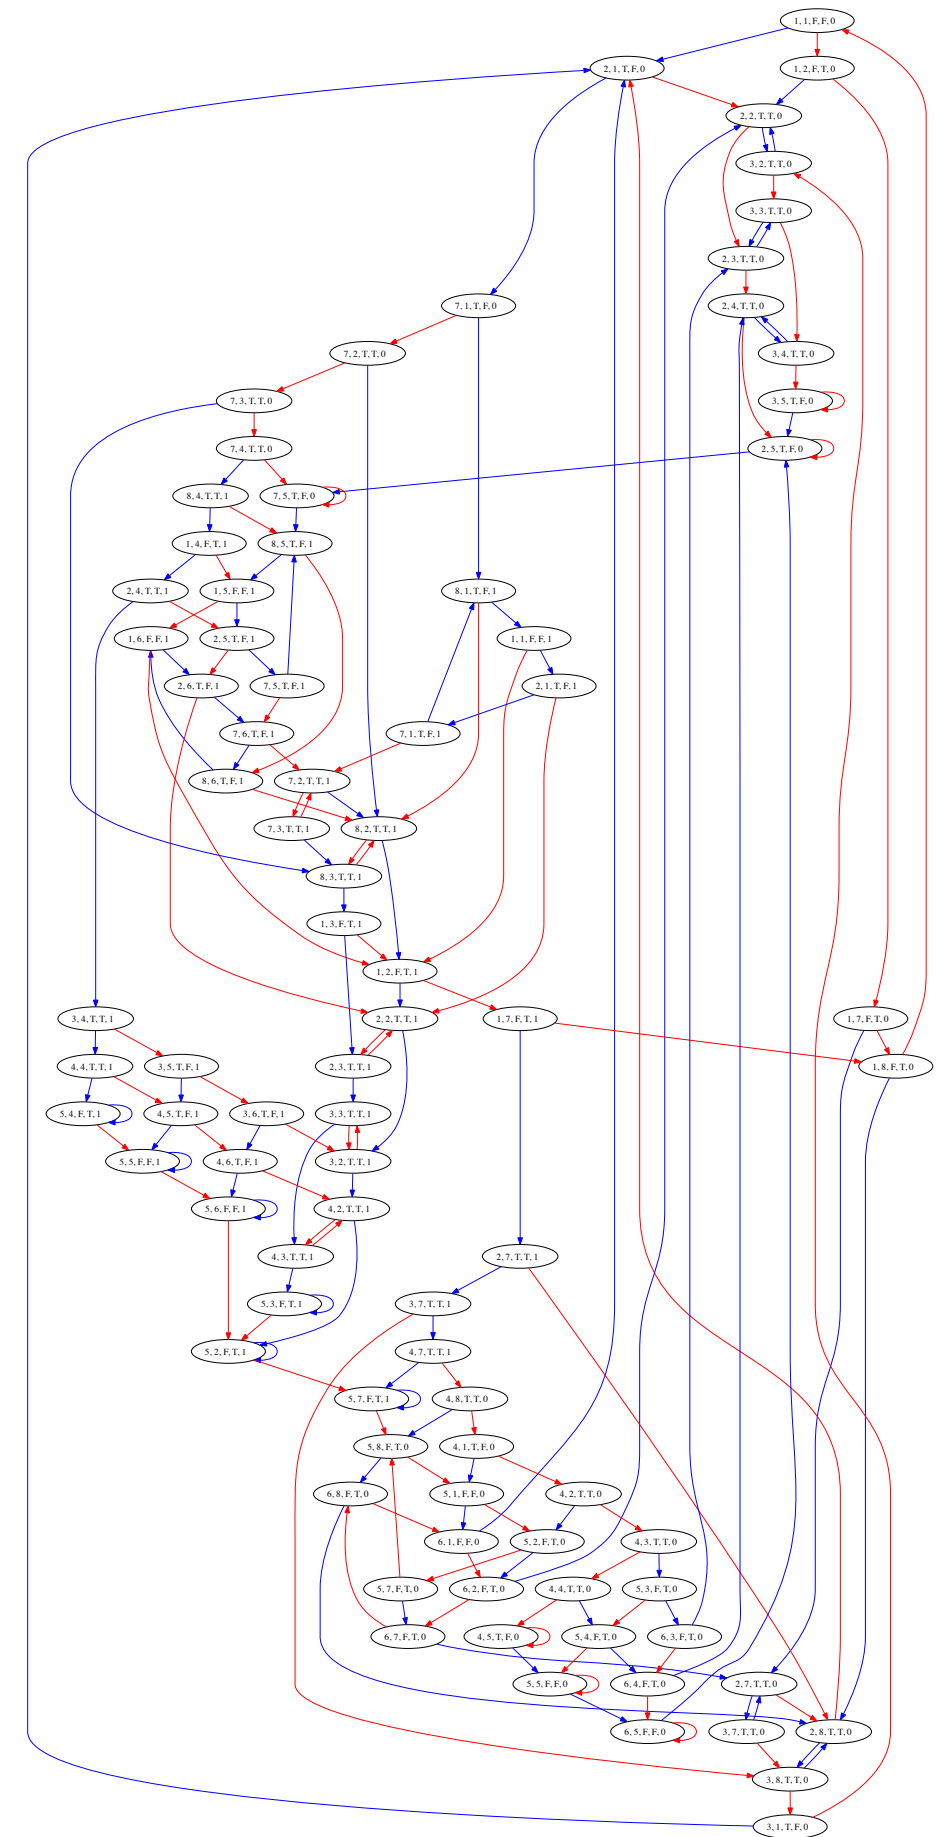 1, 1, F, F, 0
2, 1, T, F, 0
1, 2, F, T, 0
2, 2, T, T, 0
3, 2, T, T, 0
3, 3, T, T, 0
2, 3, T, T, 0
7, 1, T, F, 0
2, 4, T, T, 0
7, 2, T, T, 0
3, 4, T, T, 0
7, 3, T, T, 0
3, 5, T, F, 0
7, 4, T, T, 0
2, 5, T, F, 0
8, 4, T, T, 1
7, 5, T, F, 0
1, 4, F, T, 1
8, 5, T, F, 1
2, 4, T, T, 1
1, 5, F, F, 1
8, 1, T, F, 1
1, 6, F, F, 1
2, 5, T, F, 1
1, 1, F, F, 1
2, 6, T, F, 1
7, 5, T, F, 1
2, 1, T, F, 1
7, 6, T, F, 1
7, 1, T, F, 1
8, 6, T, F, 1
7, 2, T, T, 1
7, 3, T, T, 1
8, 2, T, T, 1
8, 3, T, T, 1
1, 3, F, T, 1
1, 2, F, T, 1
3, 4, T, T, 1
2, 2, T, T, 1
1, 7, F, T, 1
1, 7, F, T, 0
4, 4, T, T, 1
3, 5, T, F, 1
2, 3, T, T, 1
1, 8, F, T, 0
5, 4, F, T, 1
4, 5, T, F, 1
3, 6, T, F, 1
3, 3, T, T, 1
5, 5, F, F, 1
4, 6, T, F, 1
3, 2, T, T, 1
5, 6, F, F, 1
4, 2, T, T, 1
4, 3, T, T, 1
2, 7, T, T, 1
5, 3, F, T, 1
3, 7, T, T, 1
5, 2, F, T, 1
4, 7, T, T, 1
5, 7, F, T, 1
4, 8, T, T, 0
5, 8, F, T, 0
4, 1, T, F, 0
6, 8, F, T, 0
5, 1, F, F, 0
4, 2, T, T, 0
6, 1, F, F, 0
5, 2, F, T, 0
4, 3, T, T, 0
5, 7, F, T, 0
6, 2, F, T, 0
4, 4, T, T, 0
5, 3, F, T, 0
6, 7, F, T, 0
4, 5, T, F, 0
5, 4, F, T, 0
6, 3, F, T, 0
5, 5, F, F, 0
6, 4, F, T, 0
2, 7, T, T, 0
6, 5, F, F, 0
3, 7, T, T, 0
2, 8, T, T, 0
3, 8, T, T, 0
3, 1, T, F, 0